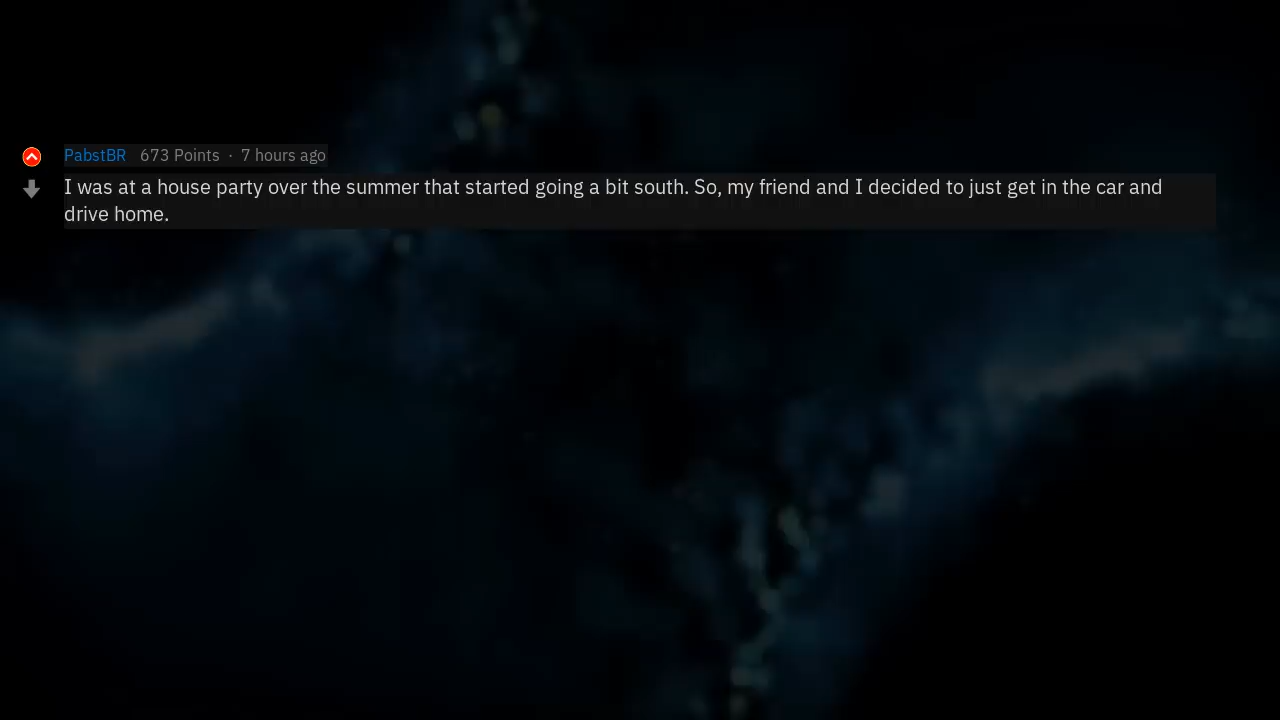 PabstBR 673 Points · 7 hours ago
I was at a house party over the summer that started going a bit south. So, my friend and I decided to just get in the car and
drive home.